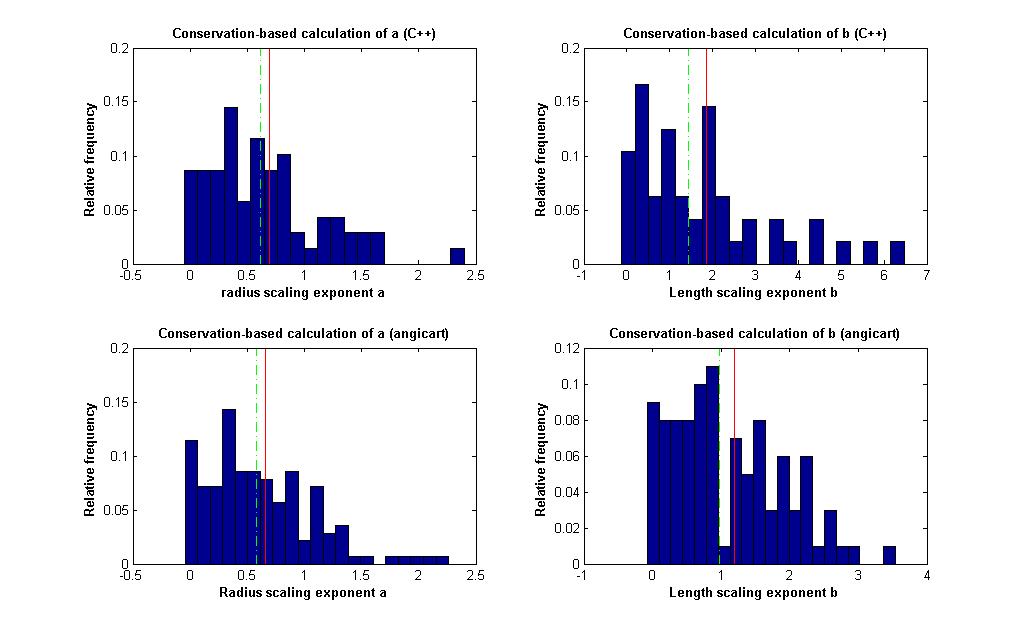 Conservation-based calculation of a (C++)
0.2
0.15
0.1
0.05
0
Relative frequency
-0.5 0 0.5 1 1.5 2 2.5
radius scaling exponent a
Conservation-based calculation of b (C++)
0.2
0.15
0.1
0.05
0
Relative frequency
-1 0 1 2 3 4 5 6 7
Length scaling exponent b
Conservation-based calculation of a (angicart)
0.2
0.15
0.1
0.05
0
Relative frequency
-0.5 0 0.5 1 1.5 2 2.5
Radius scaling exponent a
Conservation-based calculation of b (angicart)
0.12
0.1
0.08
0.06
0.04
0.02
0
Relative frequency
-1 0 1 2 3 4
Length scaling exponent b